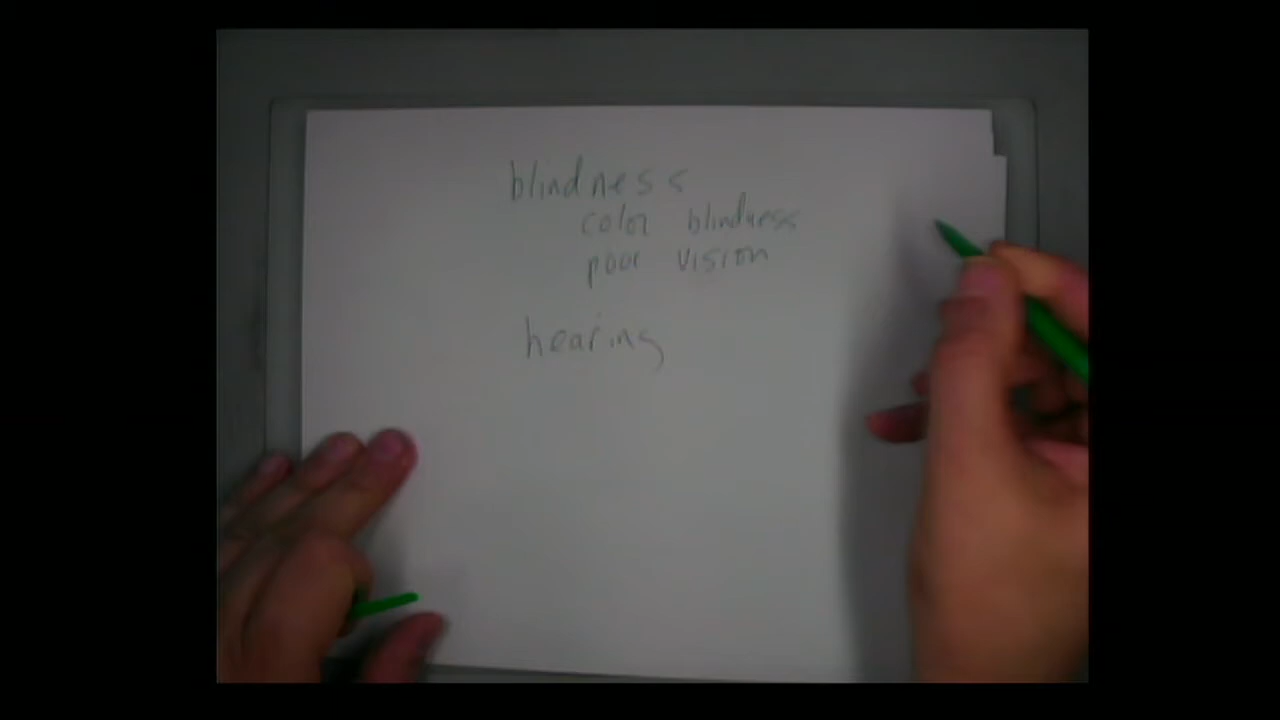 blindness
color blindness
poor vision
hearing